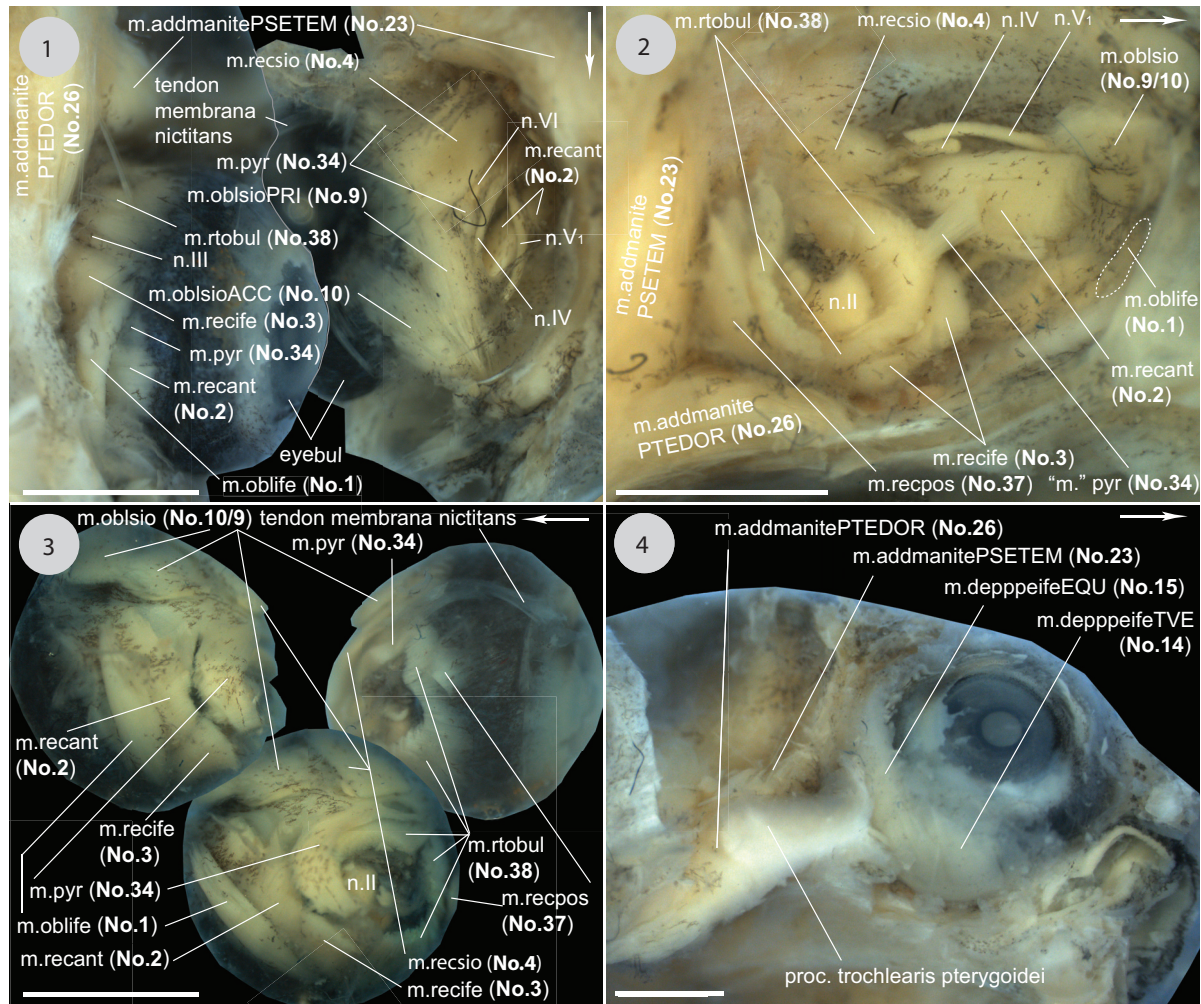 1
m.addmanitePSETEM (No.23)
m.recsio (No.4)
m.addmanite
PTEDOR (No.26)
tendon
membrana
nictitans
n.VI
m.recant
(No.2)
m.pyr (No.34)
m.oblsioPRI (No.9)
m.rtobul (No.38)
n.V1
n.III
m.oblsioACC (No.10)
n.IV
m.recife (No.3)
m.pyr (No.34)
m.recant
(No.2)
eyebul
m.oblife (No.1)
2
m.rtobul (No.38)
m.recsio (No.4)
n.IV
n.V1
m.oblsio
(No.9/10)
m.addmanite
PSETEM (No.23)
n.II
m.oblife
(No.1)
m.recant
(No.2)
m.addmanite
PTEDOR (No.26)
m.recife (No.3)
m.recpos (No.37)
“m.” pyr (No.34)
3
m.oblsio (No.10/9)
tendon membrana nictitans
m.pyr (No.34)
m.recant
(No.2)
m.recife
(No.3)
m.rtobul
(No.38)
m.pyr (No.34)
n.II
m.recpos
(No.37)
m.oblife (No.1)
m.recant (No.2)
m.recsio (No.4)
m.recife (No.3)
4
m.addmanitePTEDOR (No.26)
m.addmanitePSETEM (No.23)
m.depppeifeEQU (No.15)
m.depppeifeTVE
(No.14)
proc. trochlearis pterygoidei